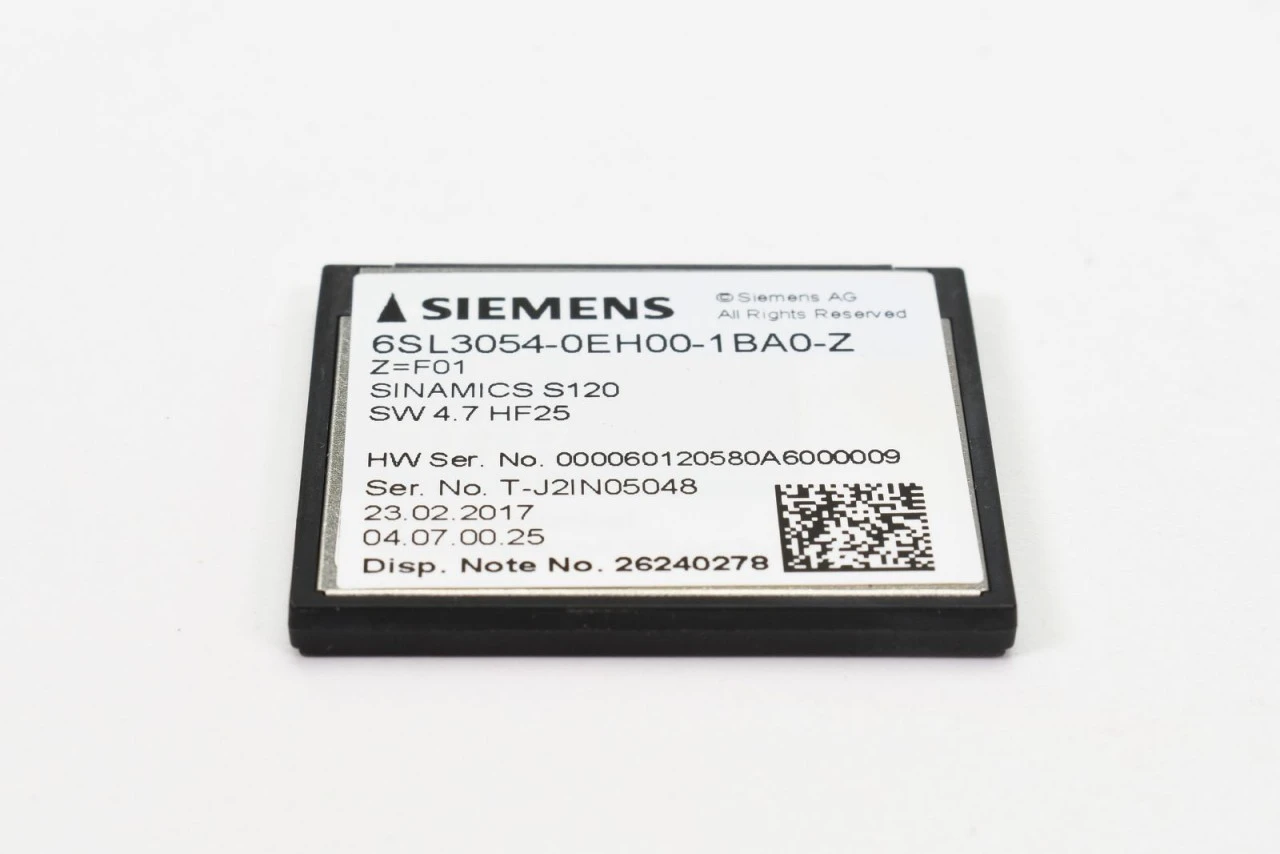 SIEMENS
©Siemens AG
All Rights Reserved
6SL3054-0EH00-1BA0-Z
Z=F01
SINAMICS S120
SW 4.7 HF25
HW Ser. No. 000060120580A6000009
Ser. No. T-J2IN05048
23.02.2017
04.07.00.25
Disp. Note No. 26240278